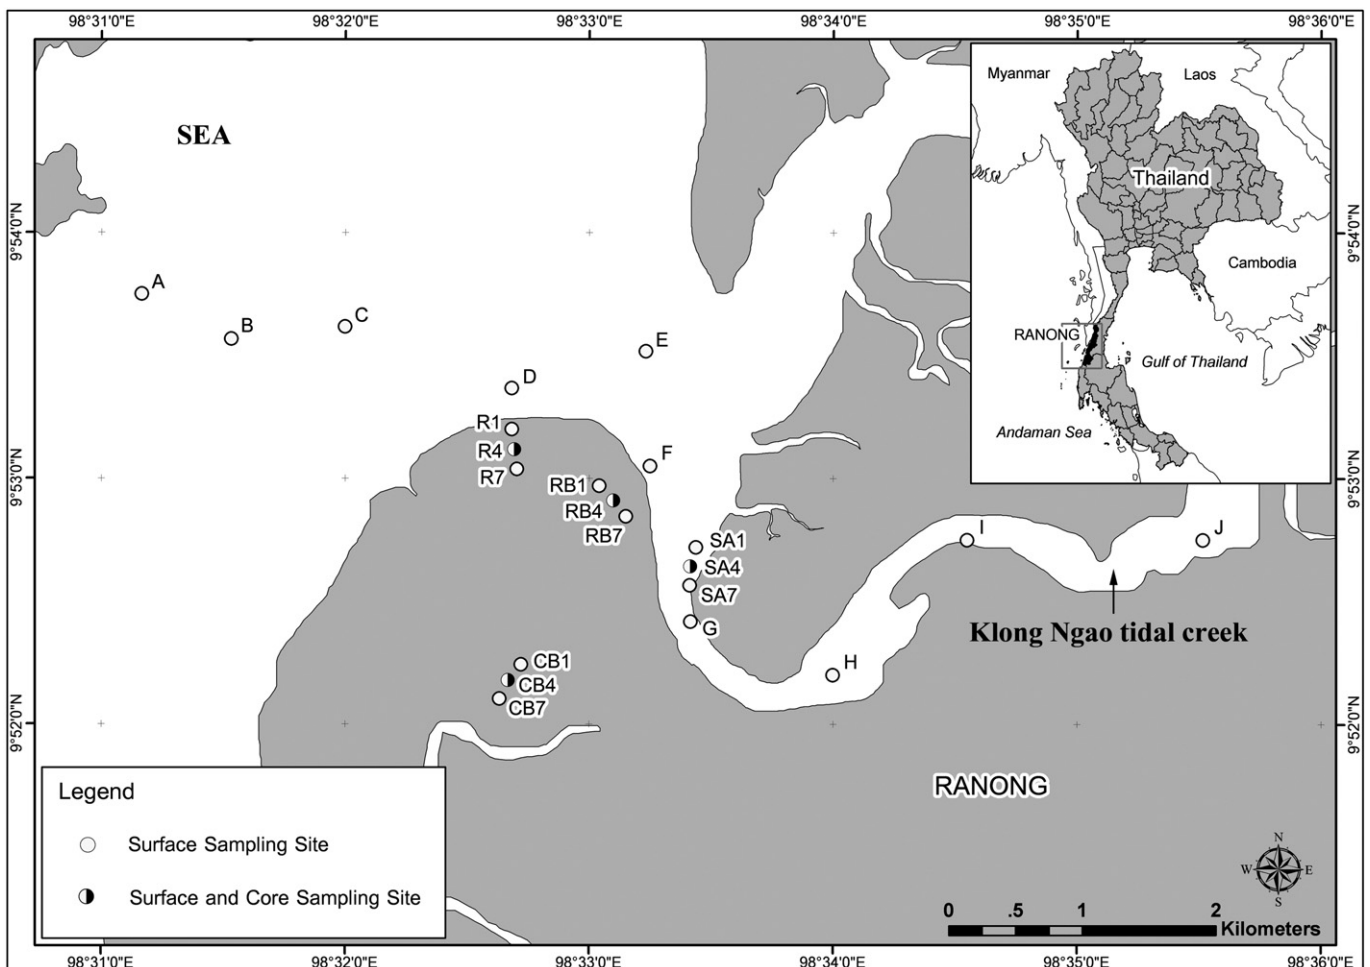 98°31'0"E 98°32'0"E 98°33'0"E 98°34'0"E 98°35'0"E 98°36'0"E
Myanmar
Laos
Thailand
Cambodia
RANONG
Gulf of Thailand
Andaman Sea
SEA
9°54'0"N
9°54'0"N
A
B
C
E
D
R1
R4
R7
F
9°53'0"N
9°53'0"N
RB1
RB4
RB7
SA1
SA4
SA7
G
I
J
Klong Ngao tidal creek
H
CB1
CB4
CB7
9°52'0"N
9°52'0"N
RANONG
Legend
Surface Sampling Site
Surface and Core Sampling Site
N
W
E
S
0 .5 1 2
Kilometers
98°31'0"E 98°32'0"E 98°33'0"E 98°34'0"E 98°35'0"E 98°36'0"E